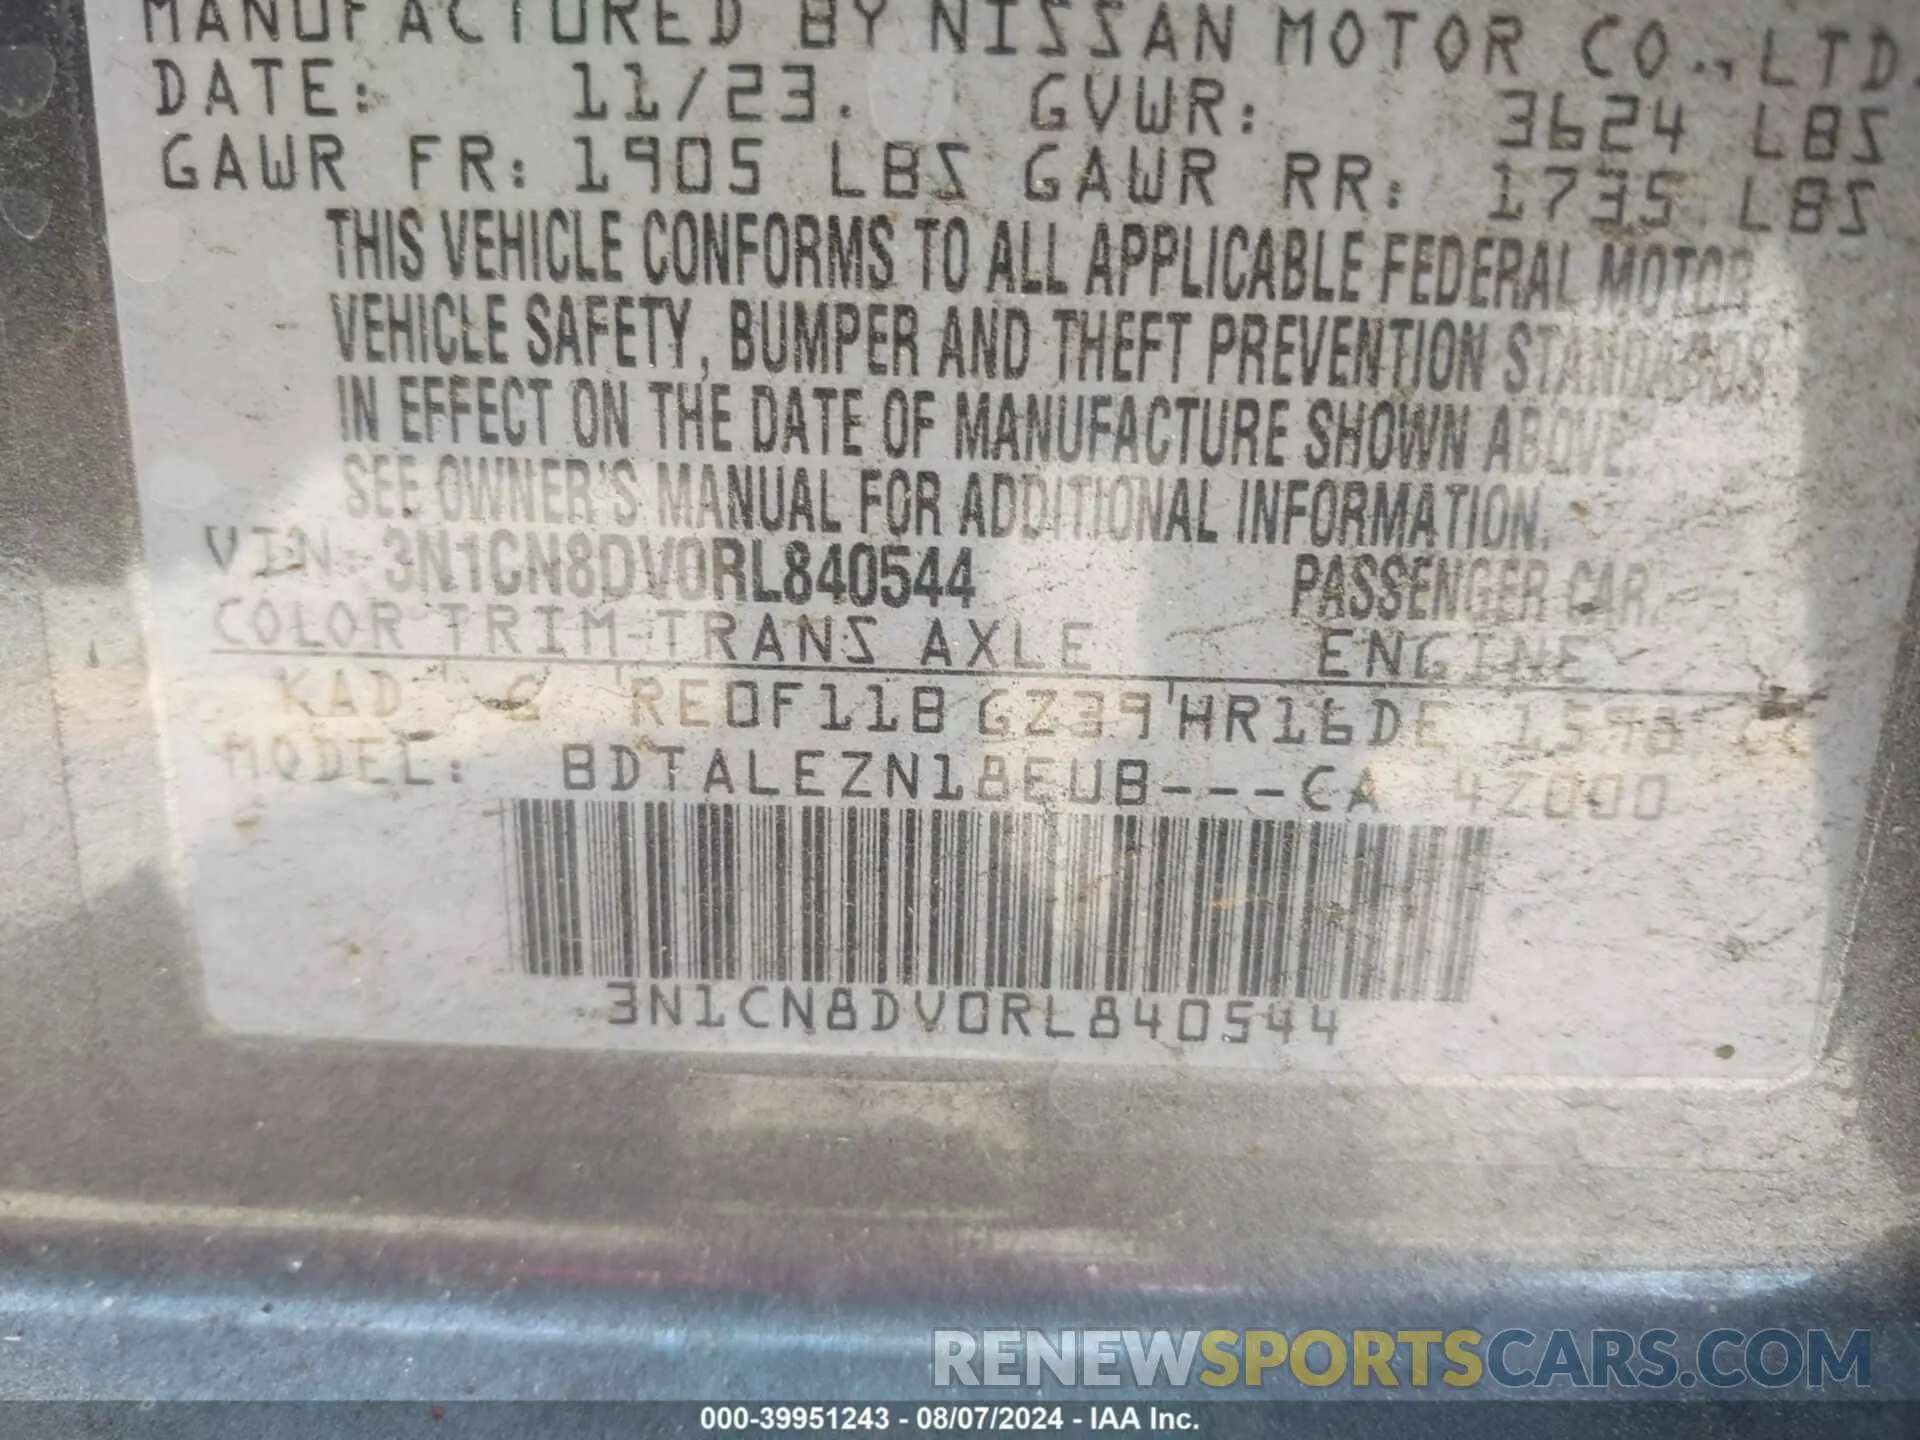 MANUFACTURED BY NISSAN MOTOR CO., LTD.
DATE: 11/23. GVWR: 3624 LBS
GAWR FR: 1905 LBS GAWR RR: 1735 LBS
THIS VEHICLE CONFORMS TO ALL APPLICABLE FEDERAL MOTOR
VEHICLE SAFETY, BUMPER AND THEFT PREVENTION STANDARDS
IN EFFECT ON THE DATE OF MANUFACTURE SHOWN ABOVE.
SEE OWNER'S MANUAL FOR ADDITIONAL INFORMATION.
VIN 3N1CN8DV0RL840544 PASSENGER CAR.
COLOR TRIM TRANS AXLE ENGINE
KAD G RE0F11B GZ39 HR16DE 1598 CC
MODEL: BDTALEZN18EUB---CA 4Z000
3N1CN8DV0RL840544
RENEWSPORTSCARS.COM
000-39951243 - 08/07/2024 - IAA Inc.